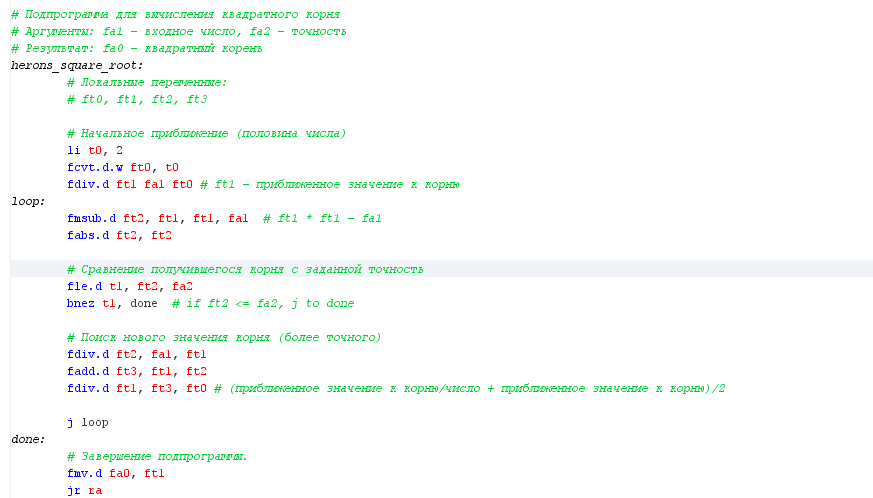 # Подпрограмма для вычисления квадратного корня
# Аргументы: fa1 - входное число, fa2 - точность
# Результат: fa0 - квадратный корень
herons_square_root:
# Локальные переменные:
# ft0, ft1, ft2, ft3
# Начальное приближение (половина числа)
li t0, 2
fcvt.d.w ft0, t0
fdiv.d ft1 fa1 ft0 # ft1 - приближенное значение к корню
loop:
fmsub.d ft2, ft1, ft1, fa1 # ft1 * ft1 - fa1
fabs.d ft2, ft2
# Сравнение получившегося корня с заданной точность
fle.d t1, ft2, fa2
bnez t1, done # if ft2 <= fa2, j to done
# Поиск нового значения корня (более точного)
fdiv.d ft2, fa1, ft1
fadd.d ft3, ft1, ft2
fdiv.d ft1, ft3, ft0 # (приближенное значение к корню/число + приближенное значение к корню)/2
j loop
done:
# Завершение подпрограммы.
fmv.d fa0, ft1
jr ra